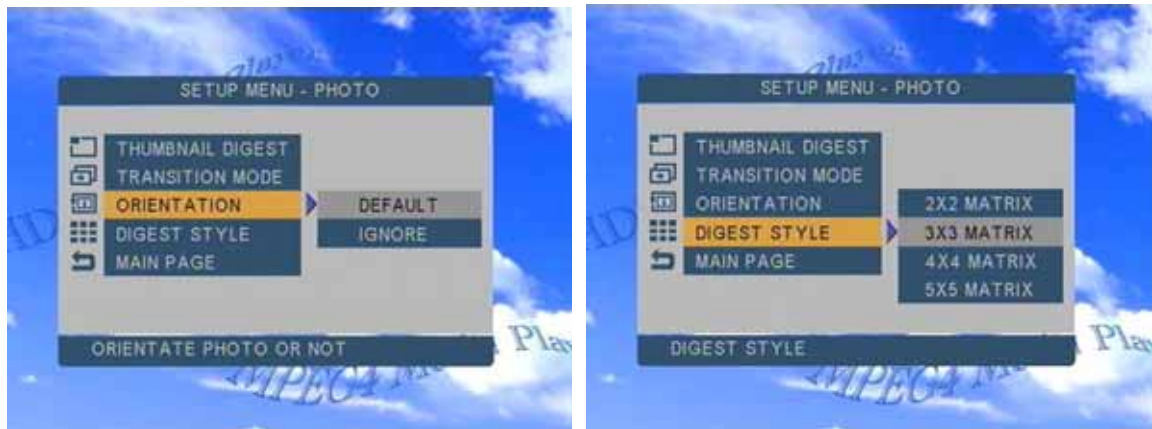 SETUP MENU - PHOTO
THUMBNAIL DIGEST
TRANSITION MODE
ORIENTATION
DEFAULT
DIGEST STYLE
IGNORE
MAIN PAGE
ORIENTATE PHOTO OR NOT
MPEG4
SETUP MENU - PHOTO
THUMBNAIL DIGEST
TRANSITION MODE
ORIENTATION
2X2 MATRIX
DIGEST STYLE
3X3 MATRIX
MAIN PAGE
4X4 MATRIX
5X5 MATRIX
DIGEST STYLE
MPEG4